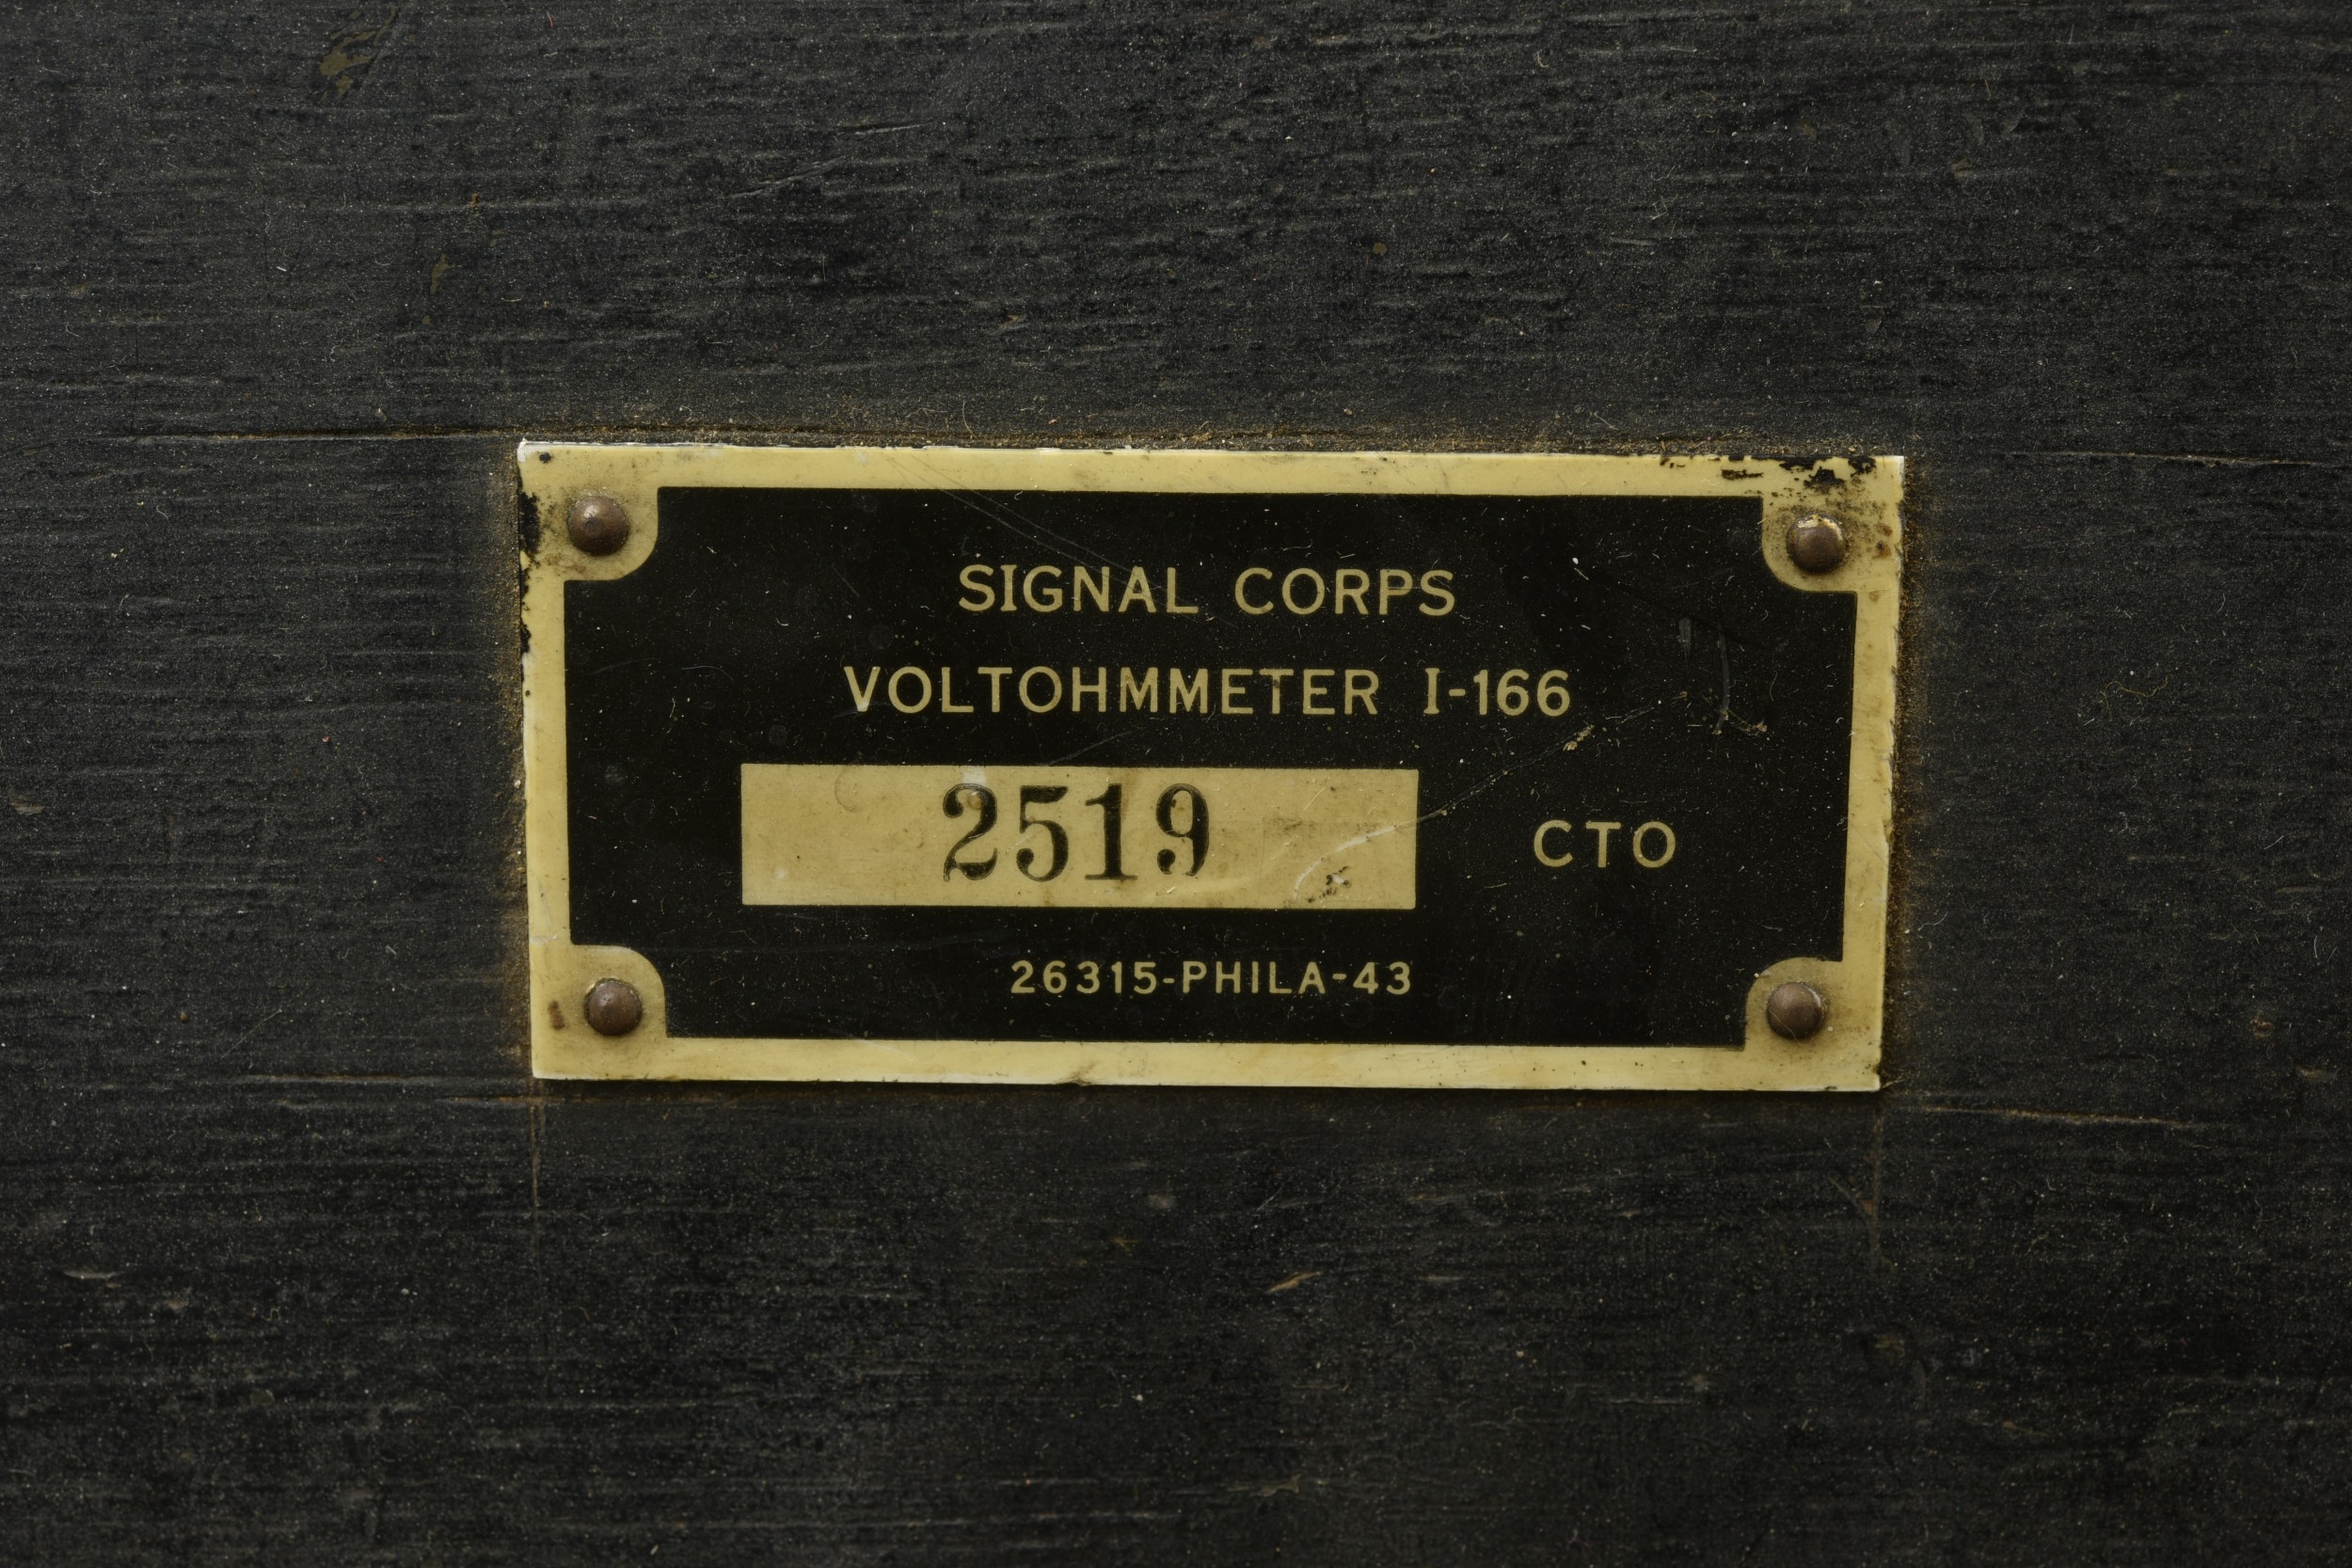 SIGNAL CORPS
VOLTOHMMETER I-166
2519 CTO
26315-PHILA-43